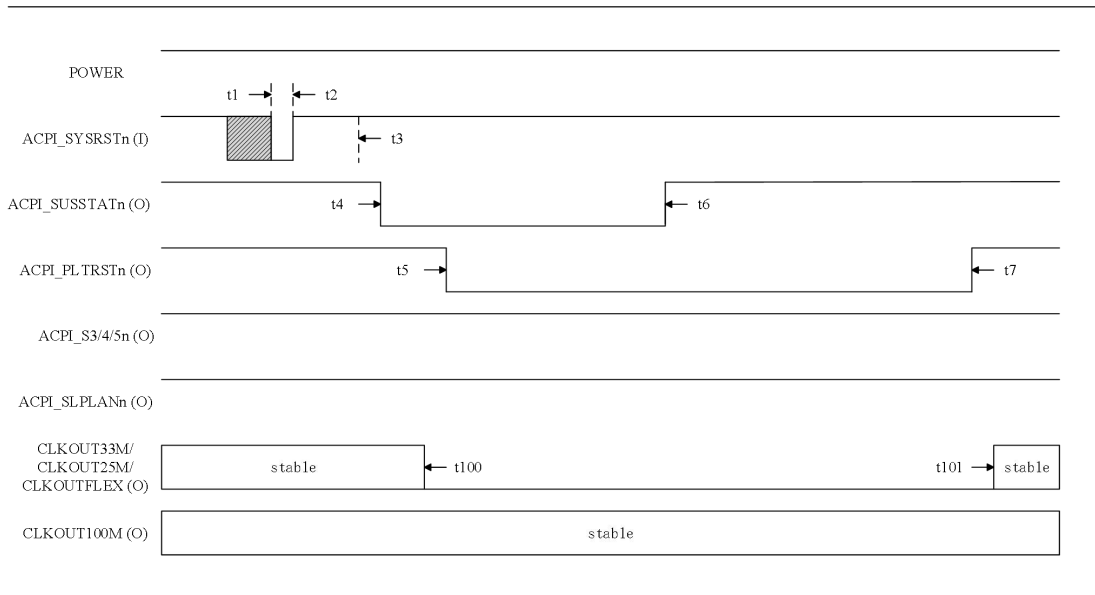 POWER
t1
t2
ACPI_SYSRSTn (I)
t3
ACPI_SUSSTATn (O)
t4
t6
ACPI_PLTRSTn (O)
t5
t7
ACPI_S3/4/5n (O)
ACPI_SLPLANn (O)
CLKOUT33M/
CLKOUT25M/
CLKOUTFLEX (O)
stable
t100
t101
stable
CLKOUT100M (O)
stable